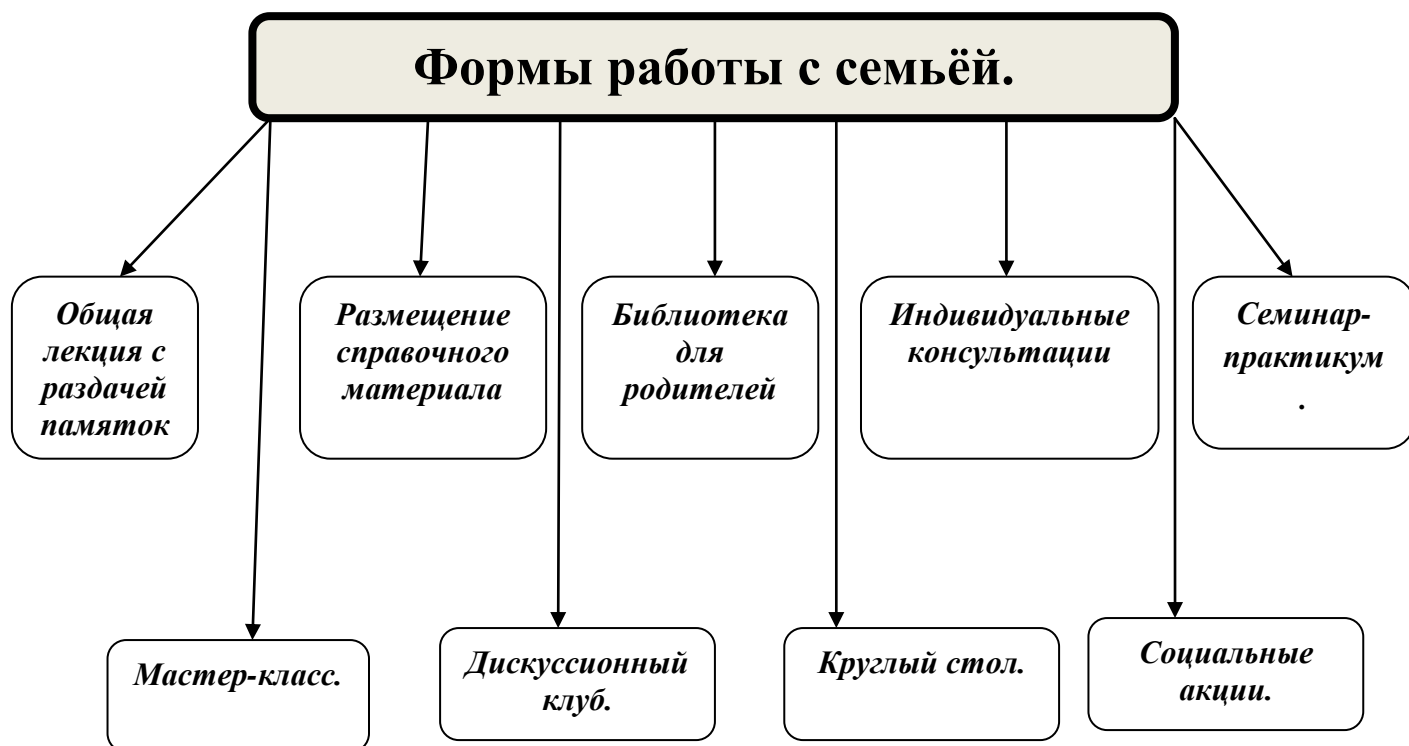 Формы работы с семьёй.
Общая
лекция с
раздачей
памяток
Размещение
справочного
материала
Библиотека
для
родителей
Индивидуальные
консультации
Семинар-
практикум
.
Мастер-класс.
Дискуссионный
клуб.
Круглый стол.
Социальные
акции.